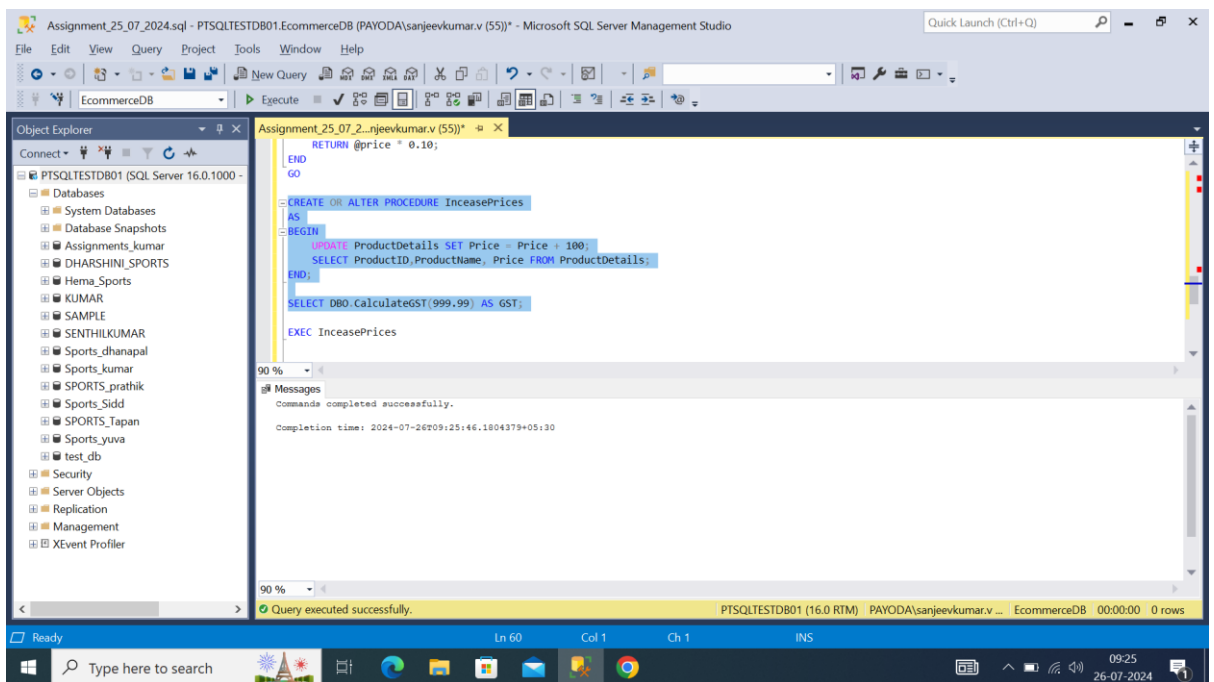 Assignment_25_07_2024.sql - PTSQLTESTDB01.EcommerceDB (PAYODA\sanjeevkumar.v (55))* - Microsoft SQL Server Management Studio
Quick Launch (Ctrl+Q)
File Edit View Query Project Tools Window Help
New Query
EcommerceDB
Execute
Object Explorer
Assignment_25_07_2...njeevkumar.v (55))*
Connect
PTSQLTESTDB01 (SQL Server 16.0.1000 -
Databases
System Databases
Database Snapshots
Assignments_kumar
DHARSHINI_SPORTS
Hema_Sports
KUMAR
SAMPLE
SENTHILKUMAR
Sports_dhanapal
Sports_kumar
SPORTS_prathik
Sports_Sidd
SPORTS_Tapan
Sports_yuva
test_db
Security
Server Objects
Replication
Management
XEvent Profiler
RETURN @price * 0.10;
END
GO
CREATE OR ALTER PROCEDURE InceasePrices
AS
BEGIN
UPDATE ProductDetails SET Price = Price + 100;
SELECT ProductID,ProductName, Price FROM ProductDetails;
END;
SELECT DBO.CalculateGST(999.99) AS GST;
EXEC InceasePrices
90 %
Messages
Commands completed successfully.
Completion time: 2024-07-26T09:25:46.1804379+05:30
90 %
Query executed successfully.
PTSQLTESTDB01 (16.0 RTM) PAYODA\sanjeevkumar.v ... EcommerceDB 00:00:00 0 rows
Ready Ln 60 Col 1 Ch 1 INS
Type here to search
09:25
26-07-2024